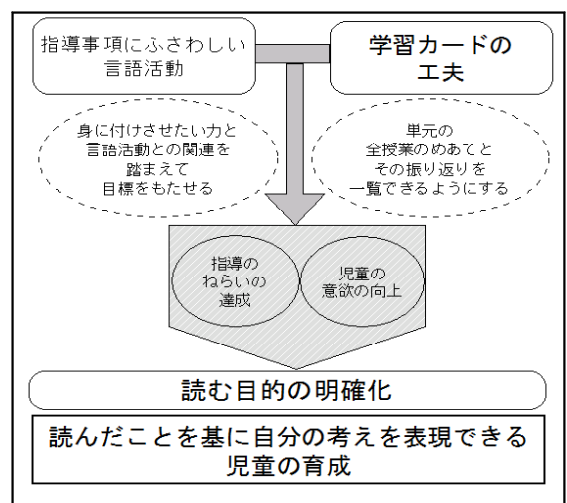 指導事項にふさわしい
言語活動
学習カードの
工夫
身に付けさせたい力と
言語活動との関連を
踏まえて
目標をもたせる
単元の
全授業のめあてと
その振り返りを
一覧できるようにする
指導の
ねらいの
達成
児童の
意欲の向上
読む目的の明確化
読んだことを基に自分の考えを表現できる
児童の育成